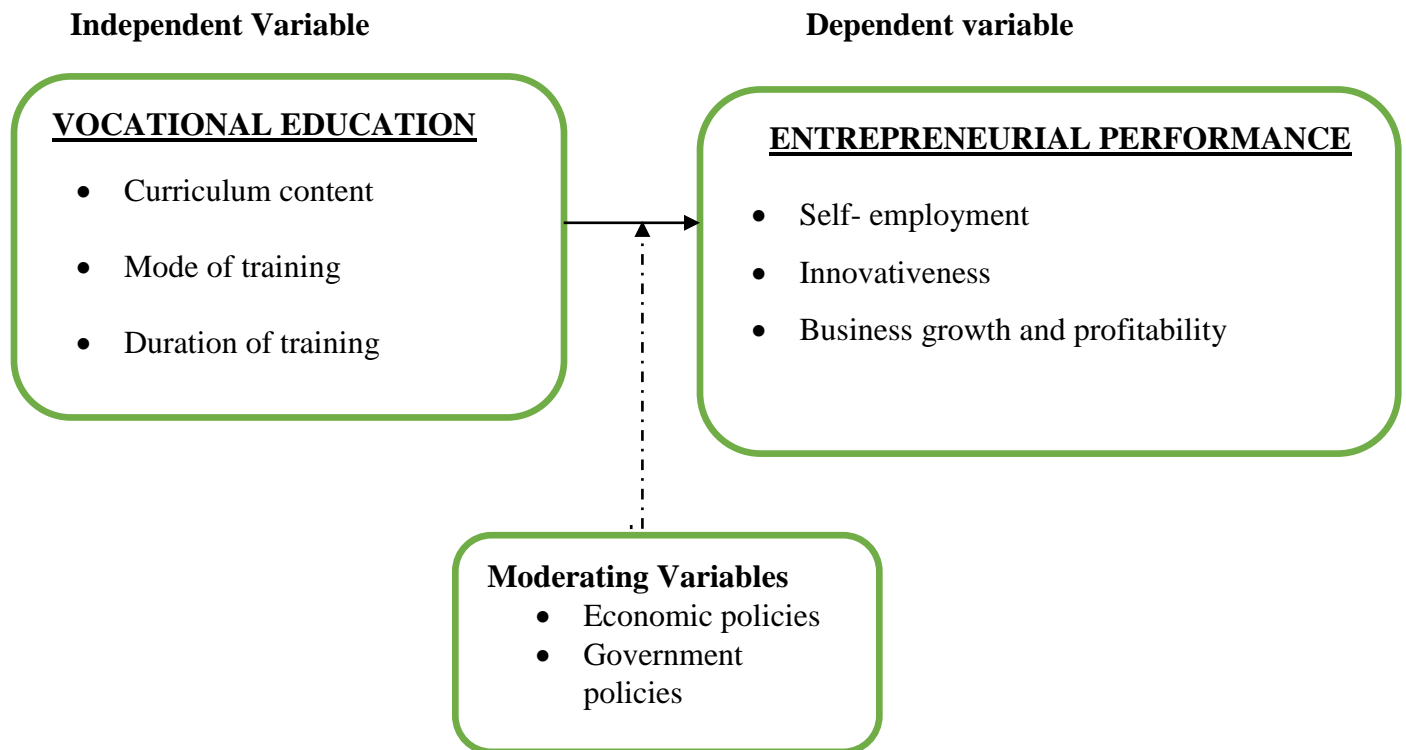 Independent Variable
Dependent variable
VOCATIONAL EDUCATION
• Curriculum content
• Mode of training
• Duration of training
ENTREPRENEURIAL PERFORMANCE
• Self- employment
• Innovativeness
• Business growth and profitability
Moderating Variables
• Economic policies
• Government
policies